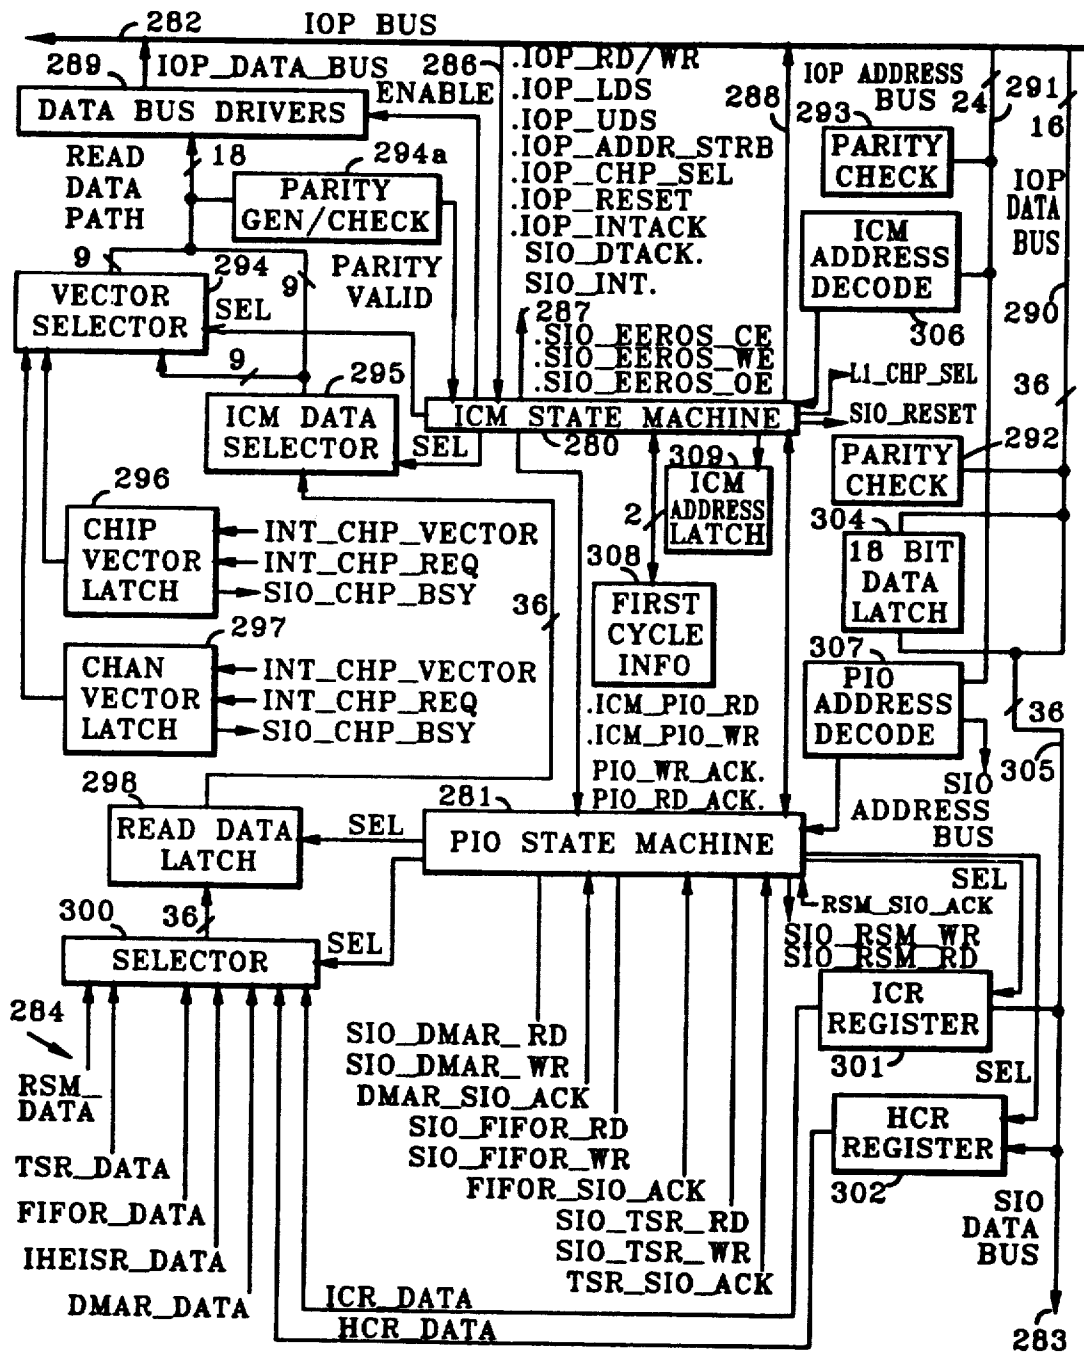 282
IOP BUS
289
IOP_DATA_BUS
286
.IOP_RD/WR
IOP ADDRESS
BUS 24
291
DATA BUS DRIVERS
ENABLE
.IOP_LDS
288
293
16
.IOP_UDS
READ
DATA
PATH
18
294a
.IOP_ADDR_STRB
PARITY
CHECK
PARITY
GEN/CHECK
.IOP_CHP_SEL
IOP
DATA
BUS
.IOP_RESET
.IOP_INTACK
ICM
ADDRESS
DECODE
SIO_DTACK.
9
294
9
PARITY
VALID
SIO_INT.
VECTOR
SELECTOR
SEL
287
306
290
.SIO_EEROS_CE
.SIO_EEROS_WE
.SIO_EEROS_OE
9
295
L1_CHP_SEL
36
ICM DATA
SELECTOR
ICM STATE MACHINE
SIO_RESET
SEL
280
309
292
PARITY
CHECK
296
ICM
ADDRESS
LATCH
CHIP
VECTOR
LATCH
INT_CHP_VECTOR
INT_CHP_REQ
SIO_CHP_BSY
2
308
304
18 BIT
DATA
LATCH
36
FIRST
CYCLE
INFO
297
CHAN
VECTOR
LATCH
INT_CHP_VECTOR
INT_CHP_REQ
SIO_CHP_BSY
307
PIO
ADDRESS
DECODE
.ICM_PIO_RD
.ICM_PIO_WR
36
PIO_WR_ACK.
PIO_RD_ACK.
305
298
281
SIO
ADDRESS
BUS
READ DATA
LATCH
SEL
PIO STATE MACHINE
300
36
SEL
RSM_SIO_ACK
SELECTOR
SEL
SIO_RSM_WR
SIO_RSM_RD
284
ICR
REGISTER
SIO_DMAR_RD
SIO_DMAR_WR
DMAR_SIO_ACK
301
SEL
RSM_
DATA
SIO_FIFOR_RD
SIO_FIFOR_WR
FIFOR_SIO_ACK
HCR
REGISTER
TSR_DATA
302
FIFOR_DATA
SIO_TSR_RD
SIO_TSR_WR
TSR_SIO_ACK
SIO
DATA
BUS
IHEISR_DATA
DMAR_DATA
ICR_DATA
HCR_DATA
283